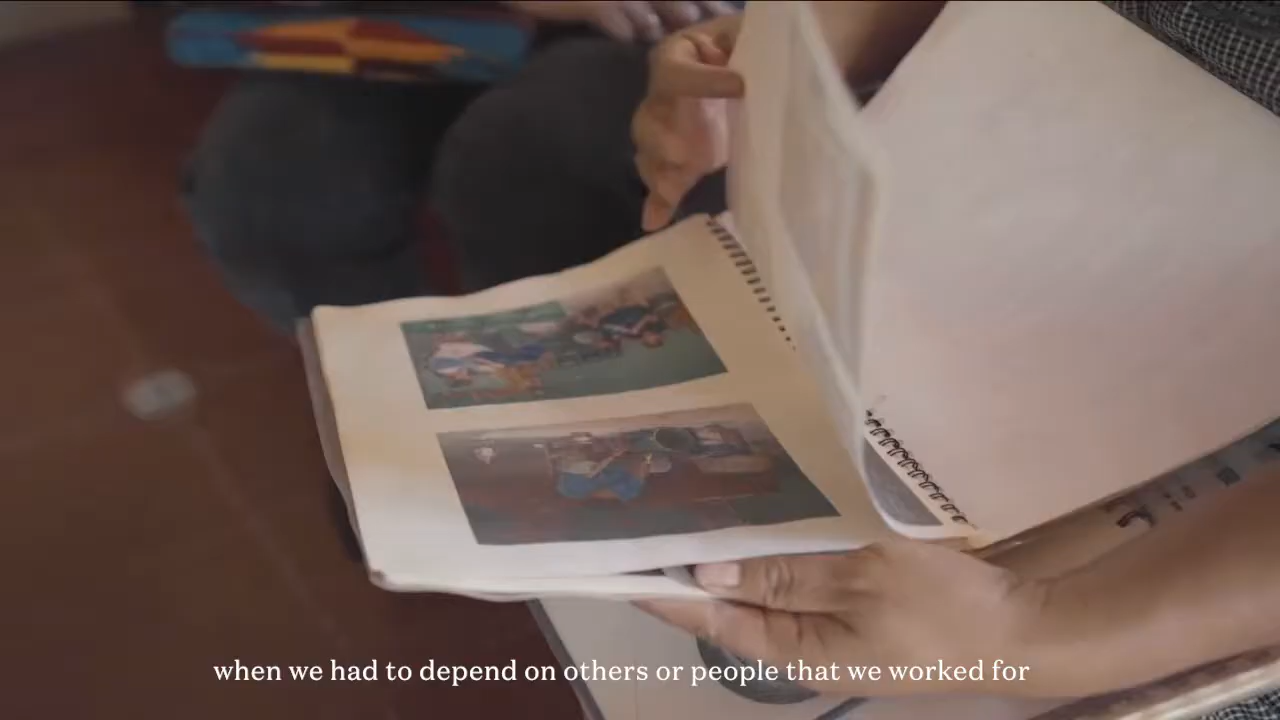 when we had to depend on others or people that we worked for